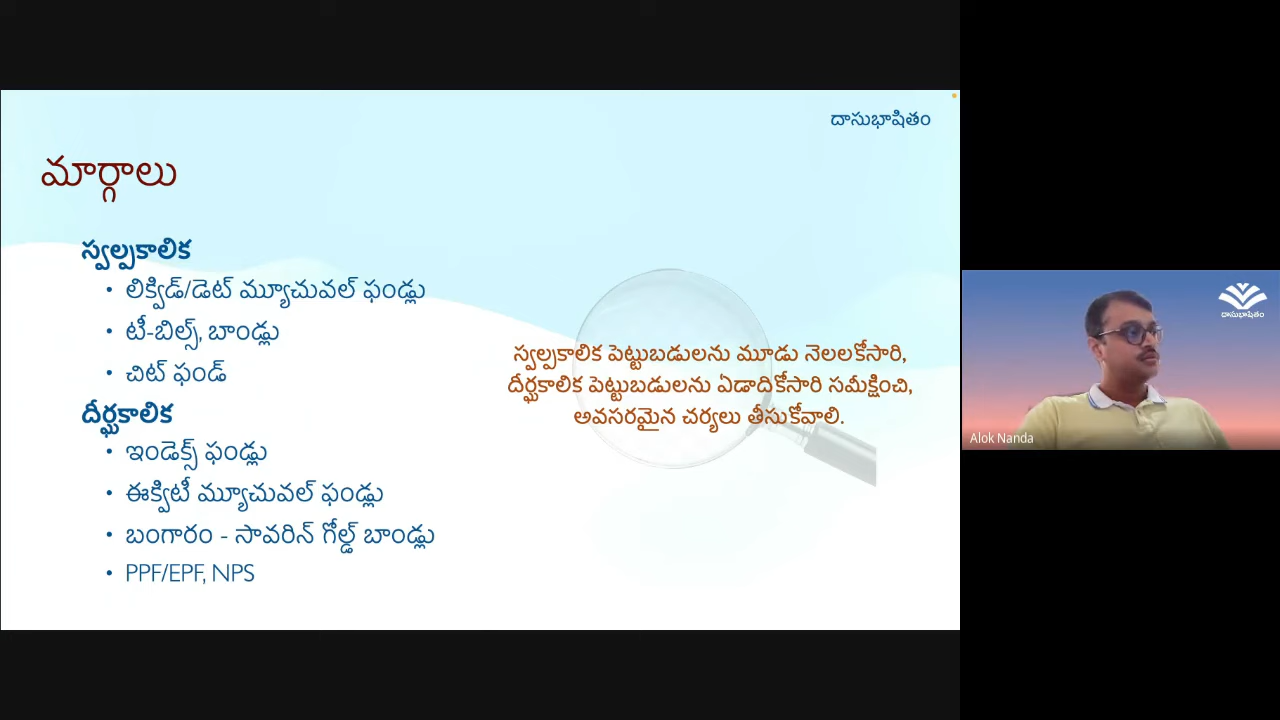 దాసుభాషితం
మార్గాలు
స్వల్పకాలిక
• లిక్విడ్/డెట్ మ్యూచువల్ ఫండ్లు
• టీ-బిల్స్, బాండ్లు
• చిట్ ఫండ్
దీర్ఘకాలిక
• ఇండెక్స్ ఫండ్లు
• ఈక్విటీ మ్యూచువల్ ఫండ్లు
• బంగారం - సావరిన్ గోల్డ్ బాండ్లు
• PPF/EPF, NPS
స్వల్పకాలిక పెట్టుబడులను మూడు నెలలకోసారి,
దీర్ఘకాలిక పెట్టుబడులను ఏడాదికోసారి సమీక్షించి,
అవసరమైన చర్యలు తీసుకోవాలి.
దాసుభాషితం
Alok Nanda